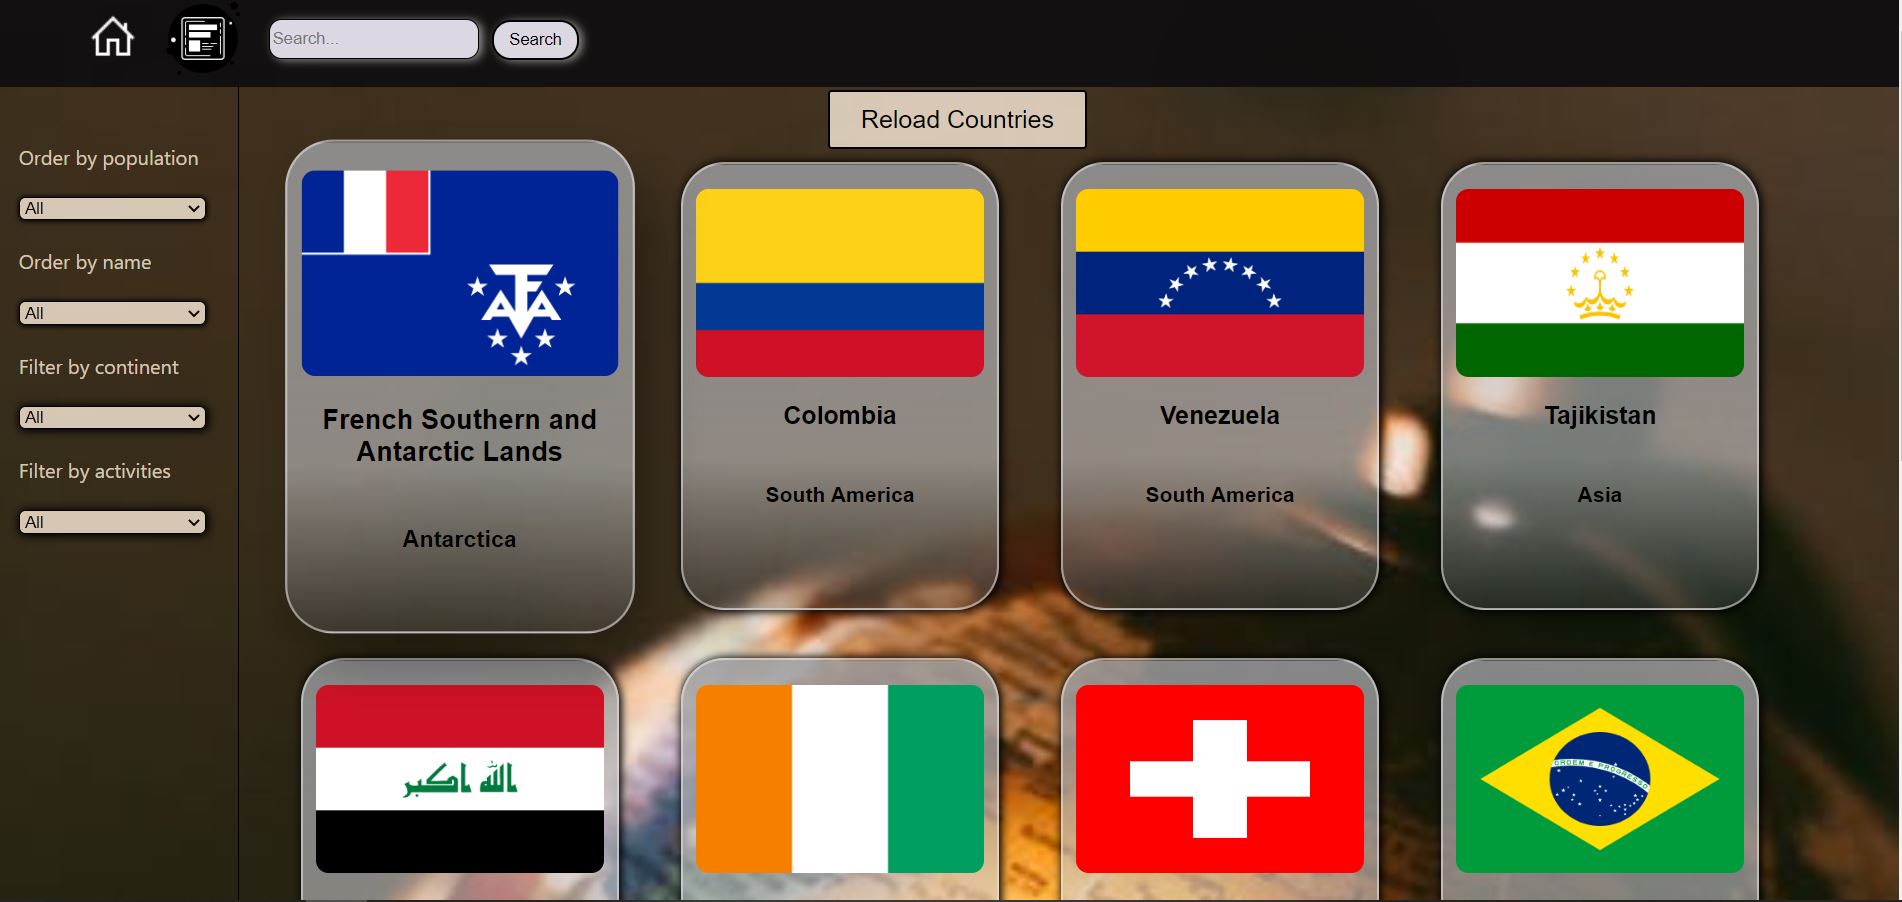 Search...
Search
Reload Countries
Order by population
All
Order by name
All
Filter by continent
All
Filter by activities
All
French Southern and
Antarctic Lands
Antarctica
Colombia
South America
Venezuela
South America
Tajikistan
Asia
الله اكبر
ORDEM E PROGRESSO